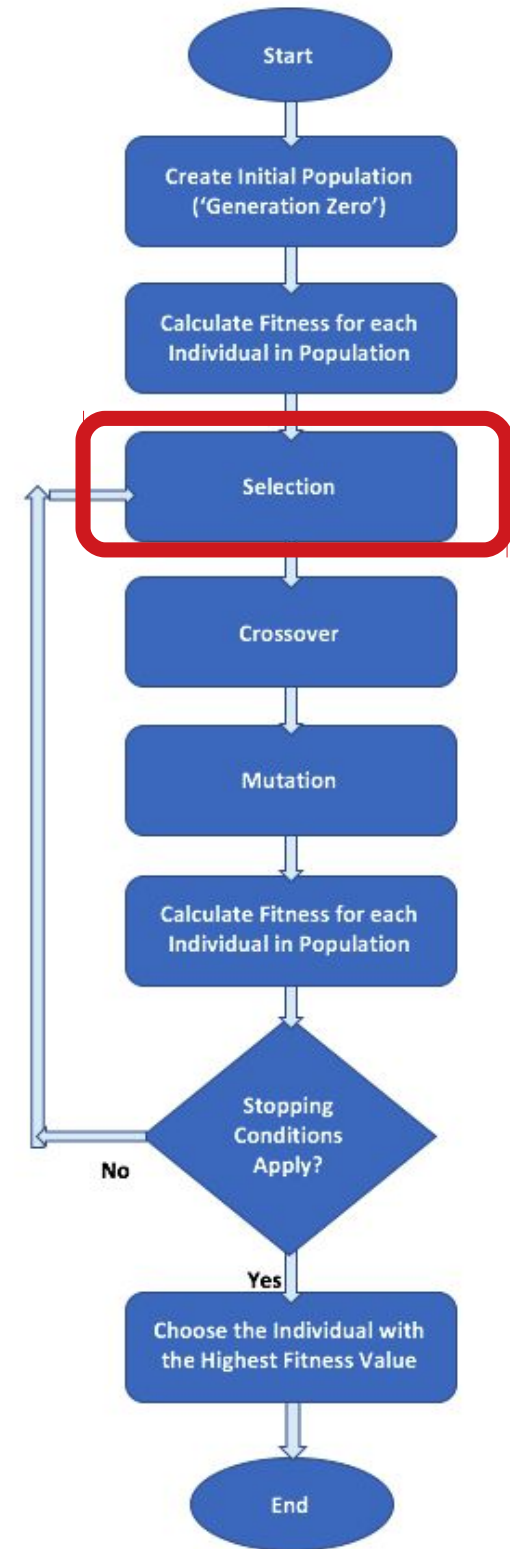 Start
Create Initial Population
(‘Generation Zero’)
Calculate Fitness for each
Individual in Population
Selection
Crossover
Mutation
Calculate Fitness for each
Individual in Population
Stopping
Conditions
Apply?
No
Yes
Choose the Individual with
the Highest Fitness Value
End